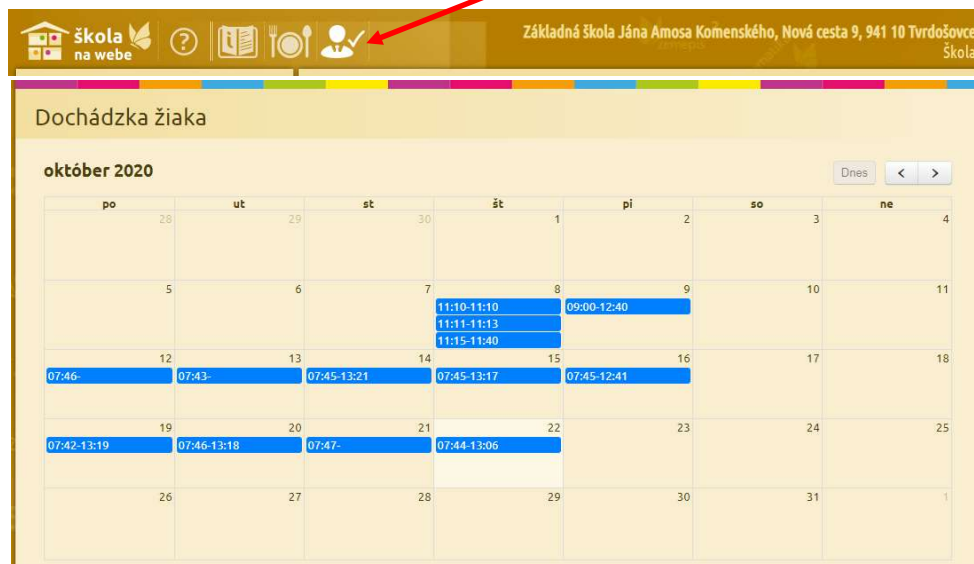 škola
na webe
Základná škola Jána Amosa Komenského, Nová cesta 9, 941 10 Tvrdošovce
Škola
Dochádzka žiaka
október 2020
Dnes < >
po ut st št pi so ne
28 29 30 1 2 3 4
5 6 7 8 9 10 11
11:10-11:10 09:00-12:40
11:11-11:13
11:15-11:40
12 13 14 15 16 17 18
07:46- 07:43- 07:45-13:21 07:45-13:17 07:45-12:41
19 20 21 22 23 24 25
07:42-13:19 07:46-13:18 07:47- 07:44-13:06
26 27 28 29 30 31 1